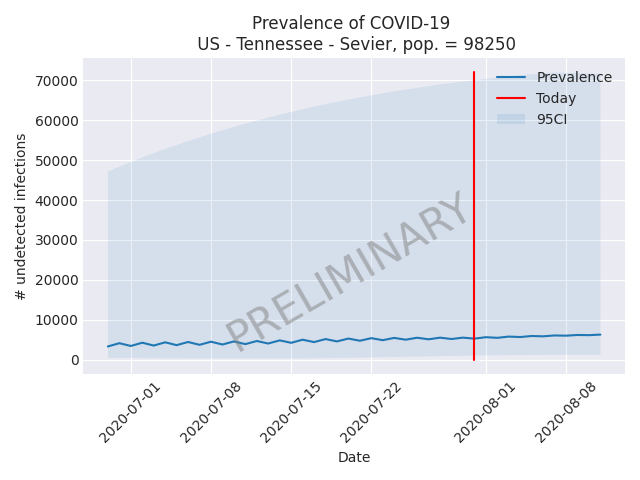 Prevalence of COVID-19
US - Tennessee - Sevier, pop. = 98250
Prevalence
Today
95CI
70000
60000
50000
40000
30000
20000
10000
0
# undetected infections
PRELIMINARY
2020-07-01
2020-07-08
2020-07-15
2020-07-22
2020-08-01
2020-08-08
Date